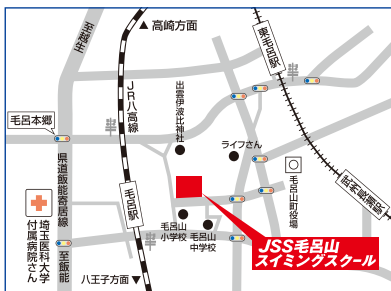 至越生
▲高崎方面
東毛呂駅
JR八高線
出雲伊波比神社
毛呂本郷
ライフさん
県道飯能寄居線
毛呂駅
毛呂山町役場
武州長瀬駅
埼玉医科大学
付属病院さん
毛呂山
小学校
毛呂山
中学校
至飯能
JSS毛呂山
スイミングスクール
八王子方面▼